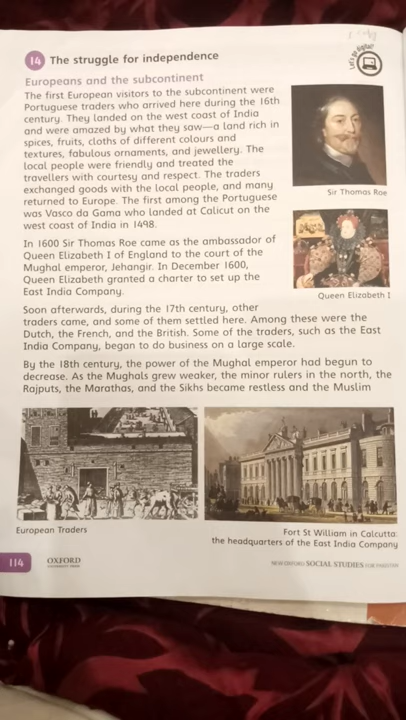 14 The struggle for independence
Let's go digital!
Europeans and the subcontinent
The first European visitors to the subcontinent were
Portuguese traders who arrived here during the 16th
century. They landed on the west coast of India
and were amazed by what they saw—a land rich in
spices, fruits, cloths of different colours and
textures, fabulous ornaments, and jewellery. The
local people were friendly and treated the
travellers with courtesy and respect. The traders
exchanged goods with the local people, and many
returned to Europe. The first among the Portuguese
was Vasco da Gama who landed at Calicut on the
west coast of India in 1498.
Sir Thomas Roe
In 1600 Sir Thomas Roe came as the ambassador of
Queen Elizabeth I of England to the court of the
Mughal emperor, Jehangir. In December 1600,
Queen Elizabeth granted a charter to set up the
East India Company.
Queen Elizabeth I
Soon afterwards, during the 17th century, other
traders came, and some of them settled here. Among these were the
Dutch, the French, and the British. Some of the traders, such as the East
India Company, began to do business on a large scale.
By the 18th century, the power of the Mughal emperor had begun to
decrease. As the Mughals grew weaker, the minor rulers in the north, the
Rajputs, the Marathas, and the Sikhs became restless and the Muslim
European Traders
Fort St William in Calcutta:
the headquarters of the East India Company
114
OXFORD
UNIVERSITY PRESS
NEW OXFORD SOCIAL STUDIES FOR PAKISTAN